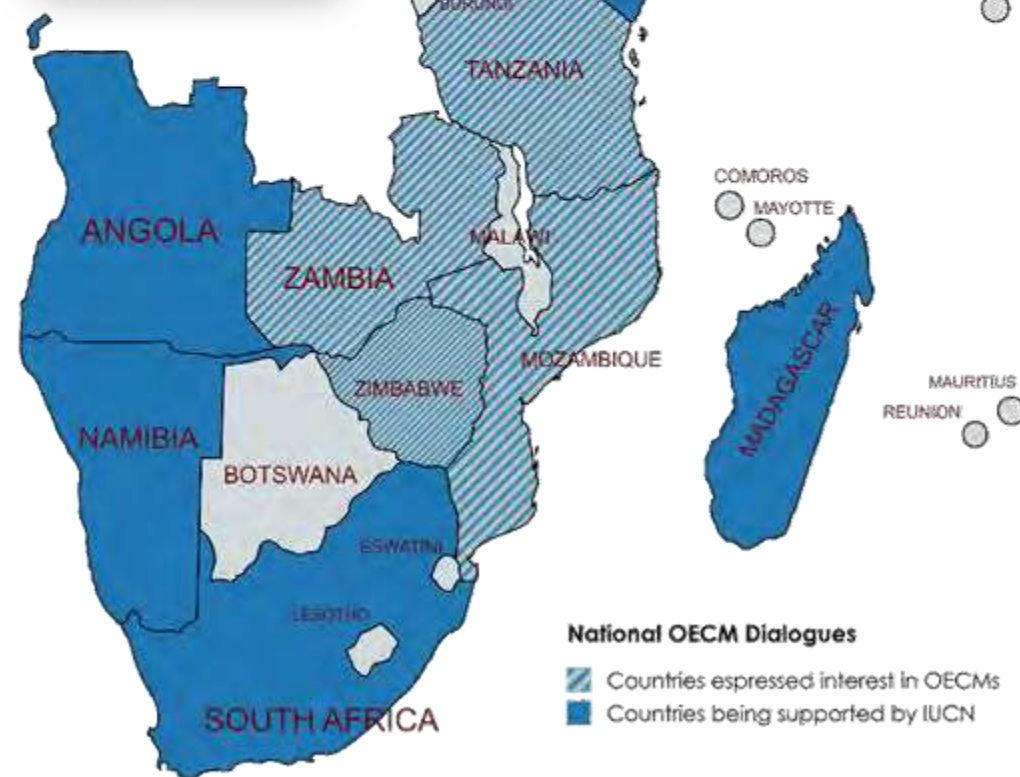 BURUNDI
TANZANIA
COMOROS
MAYOTTE
ANGOLA
MALAWI
ZAMBIA
MADAGASCAR
MOZAMBIQUE
ZIMBABWE
MAURITIUS
REUNION
NAMIBIA
BOTSWANA
ESWATINI
LESOTHO
National OECM Dialogues
Countries espressed interest in OECMs
Countries being supported by IUCN
SOUTH AFRICA